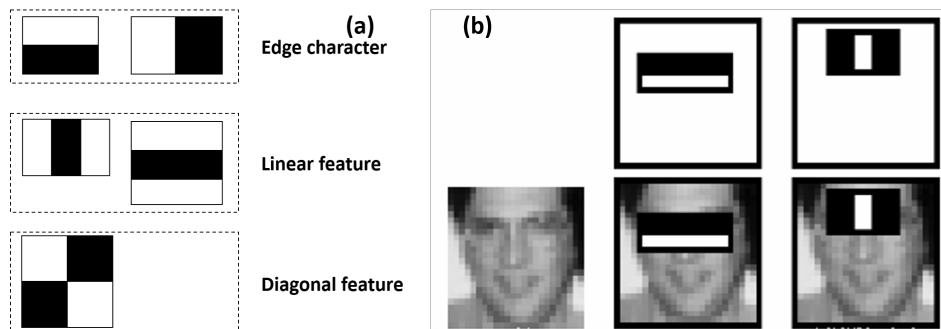 (a)
Edge character
Linear feature
Diagonal feature
(b)